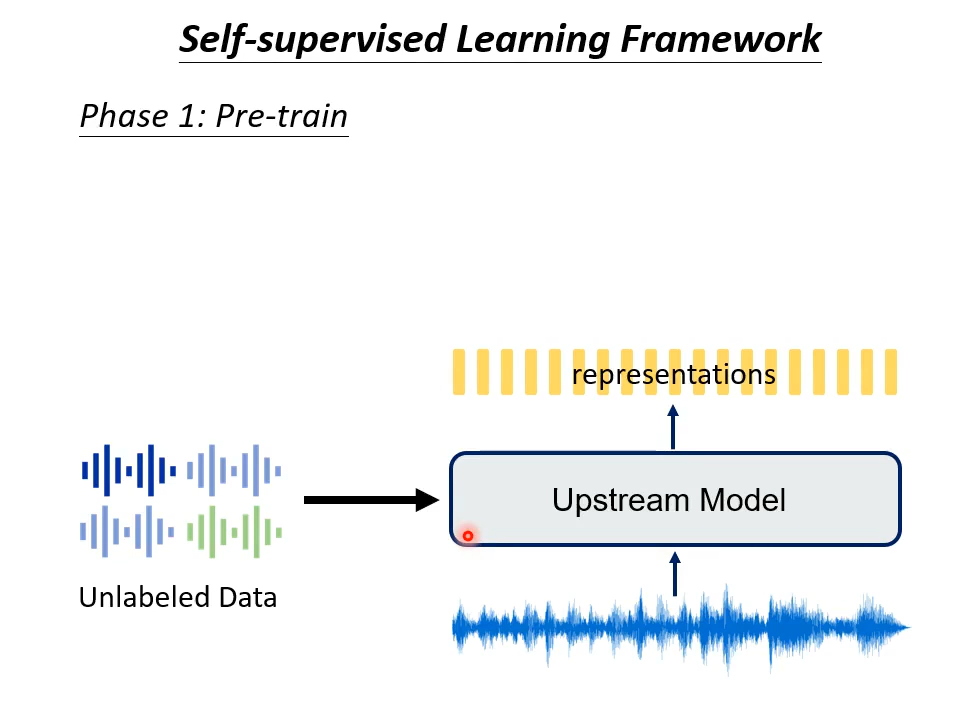 Self-supervised Learning Framework
Phase 1: Pre-train
representations
Upstream Model
Unlabeled Data